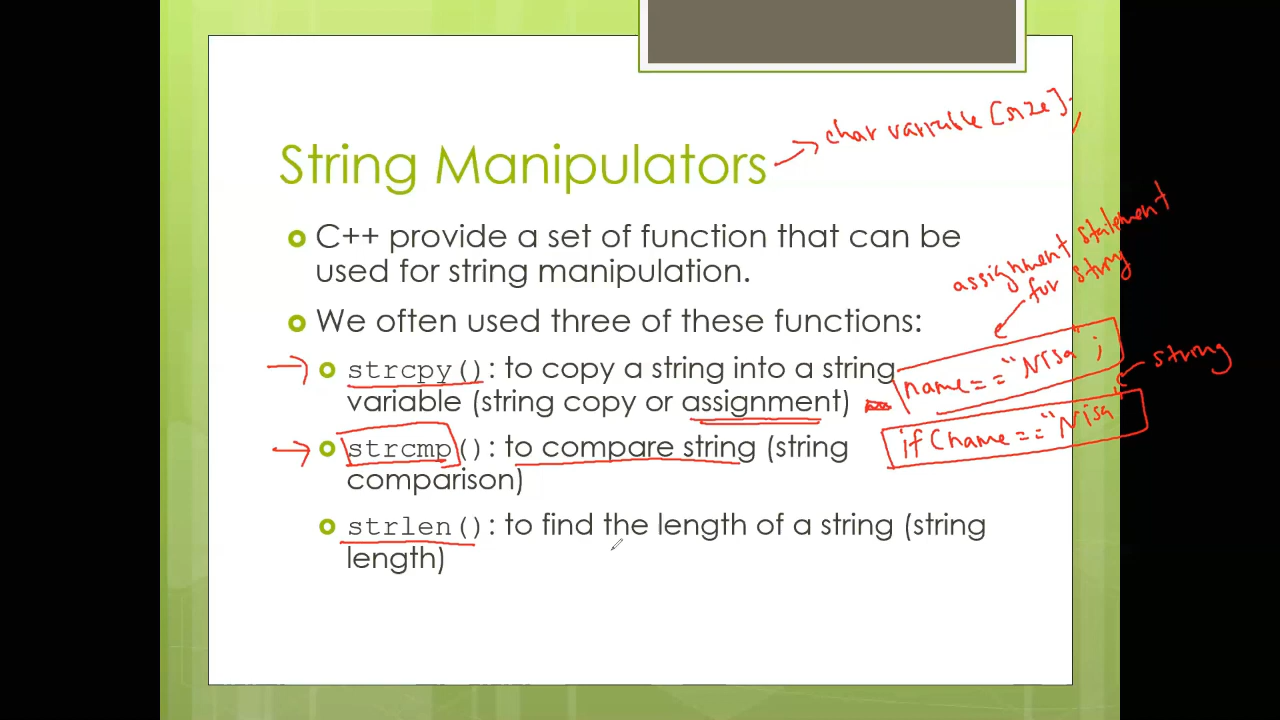 char variable [size];
String Manipulators
C++ provide a set of function that can be
used for string manipulation.
assignment statement
for string
We often used three of these functions:
strcpy(): to copy a string into a string
variable (string copy or assignment)
name== "Nisa";
string
strcmp(): to compare string (string
comparison)
if(name=="Nisa
strlen(): to find the length of a string (string
length)